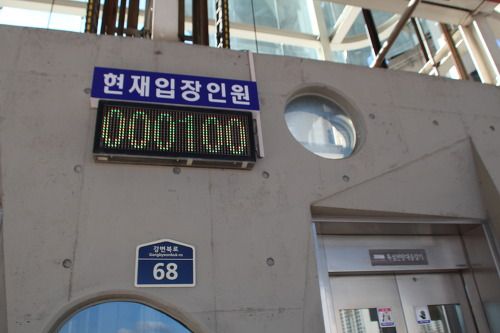 현재입장인원
000100
강변북로
Gangbyeonbuk-ro
68